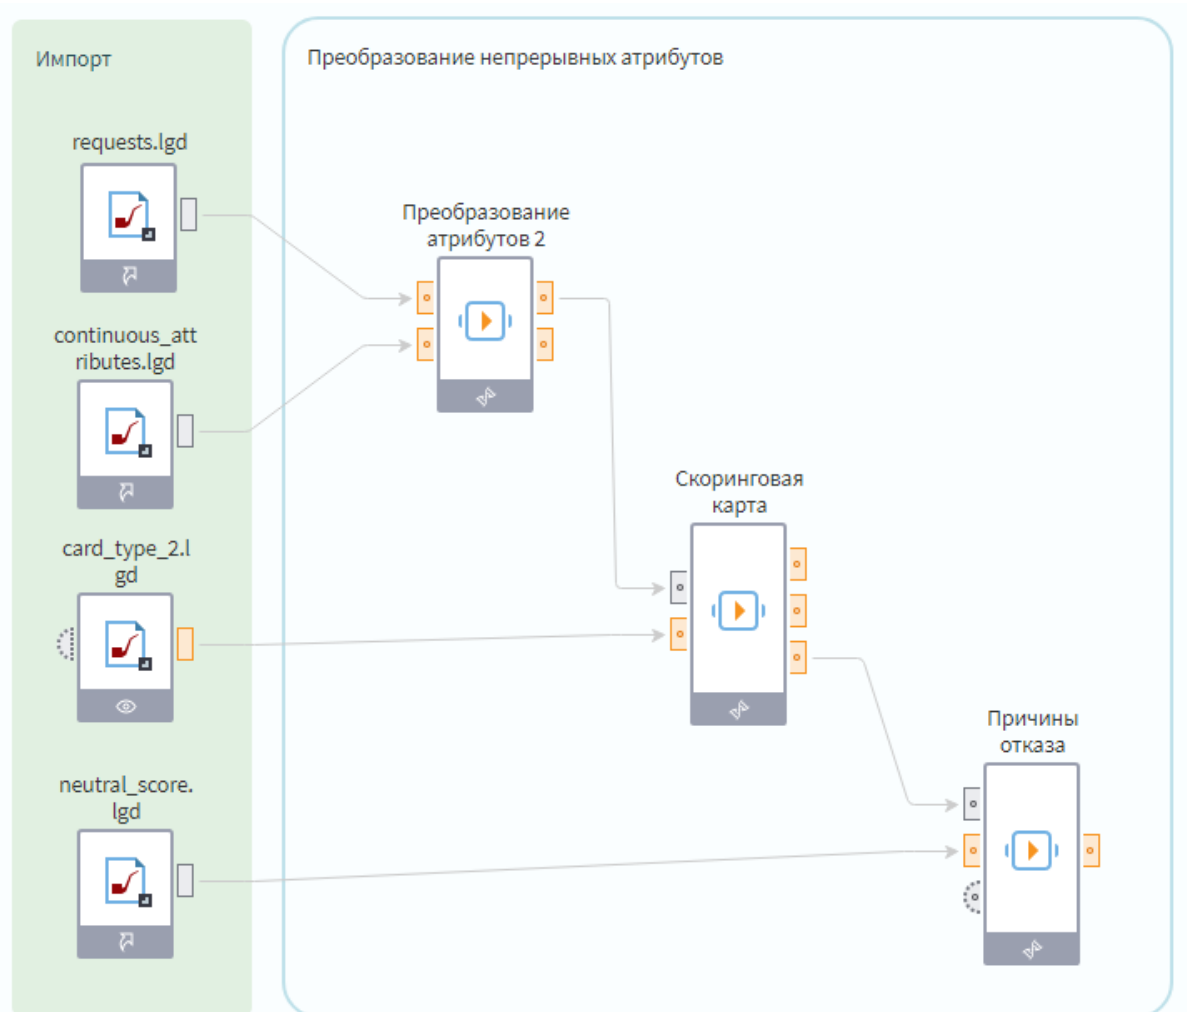 Импорт
Преобразование непрерывных атрибутов
requests.lgd
Преобразование
атрибутов 2
continuous_att
ributes.lgd
Скоринговая
карта
card_type_2.l
gd
Причины
отказа
neutral_score.
lgd